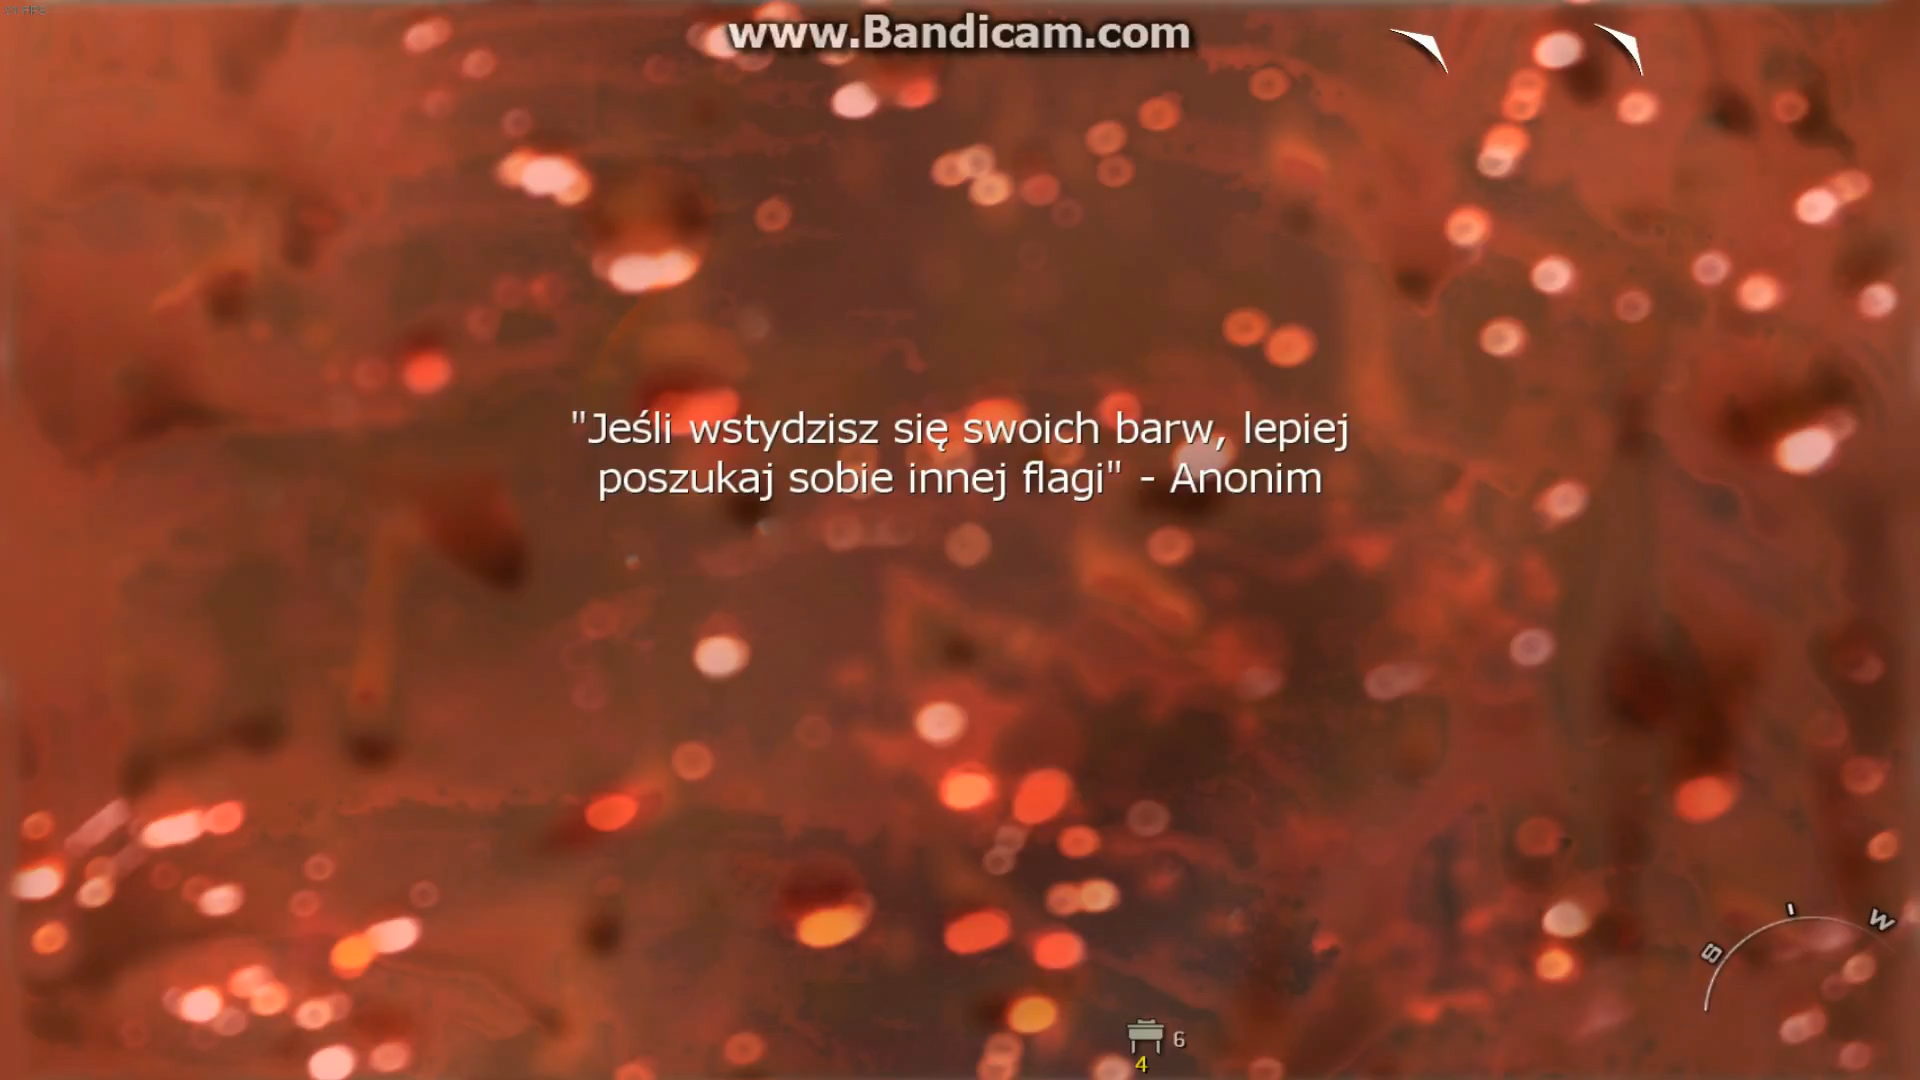 www.Bandicam.com
"Jeśli wstydzisz się swoich barw, lepiej
poszukaj sobie innej flagi" - Anonim
S
W
6
4